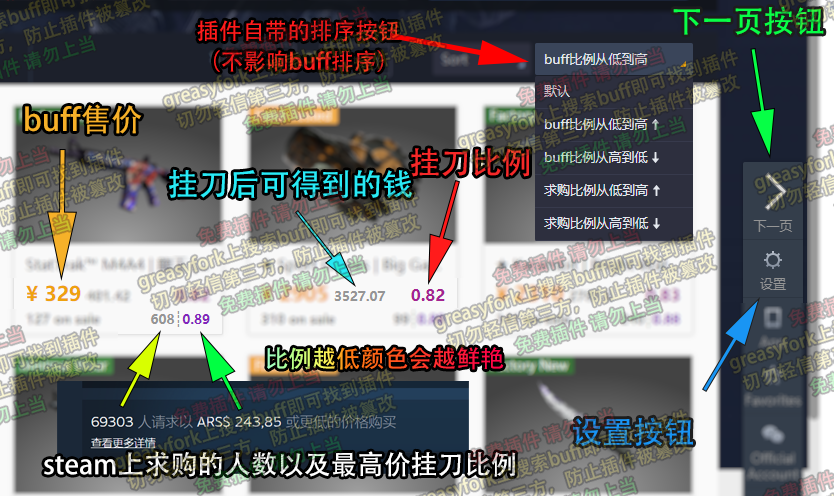 插件自带的排序按钮
（不影响buff排序）
下一页按钮
Sort
buff比例从低到高
默认
buff比例从低到高 ↑
buff比例从高到低 ↓
求购比例从低到高 ↑
求购比例从高到低 ↓
buff售价
挂刀后可得到的钱
挂刀比例
下一页
设置
StatTrak™ M4A4 |
| Big Ga
¥ 329 481.42
3527.07 0.82
127 on sale
310 on sale
608 0.89
比例越低颜色会越鲜艳
Factory New
Favorites
69303 人请求以 ARS$ 243,85 或更低的价格购买
查看更多详情
设置按钮
Official
Account
steam上求购的人数以及最高价挂刀比例
greasyfork上搜索buff即可找到插件
切勿轻信第三方，防止插件被篡改
免费插件 请勿上当